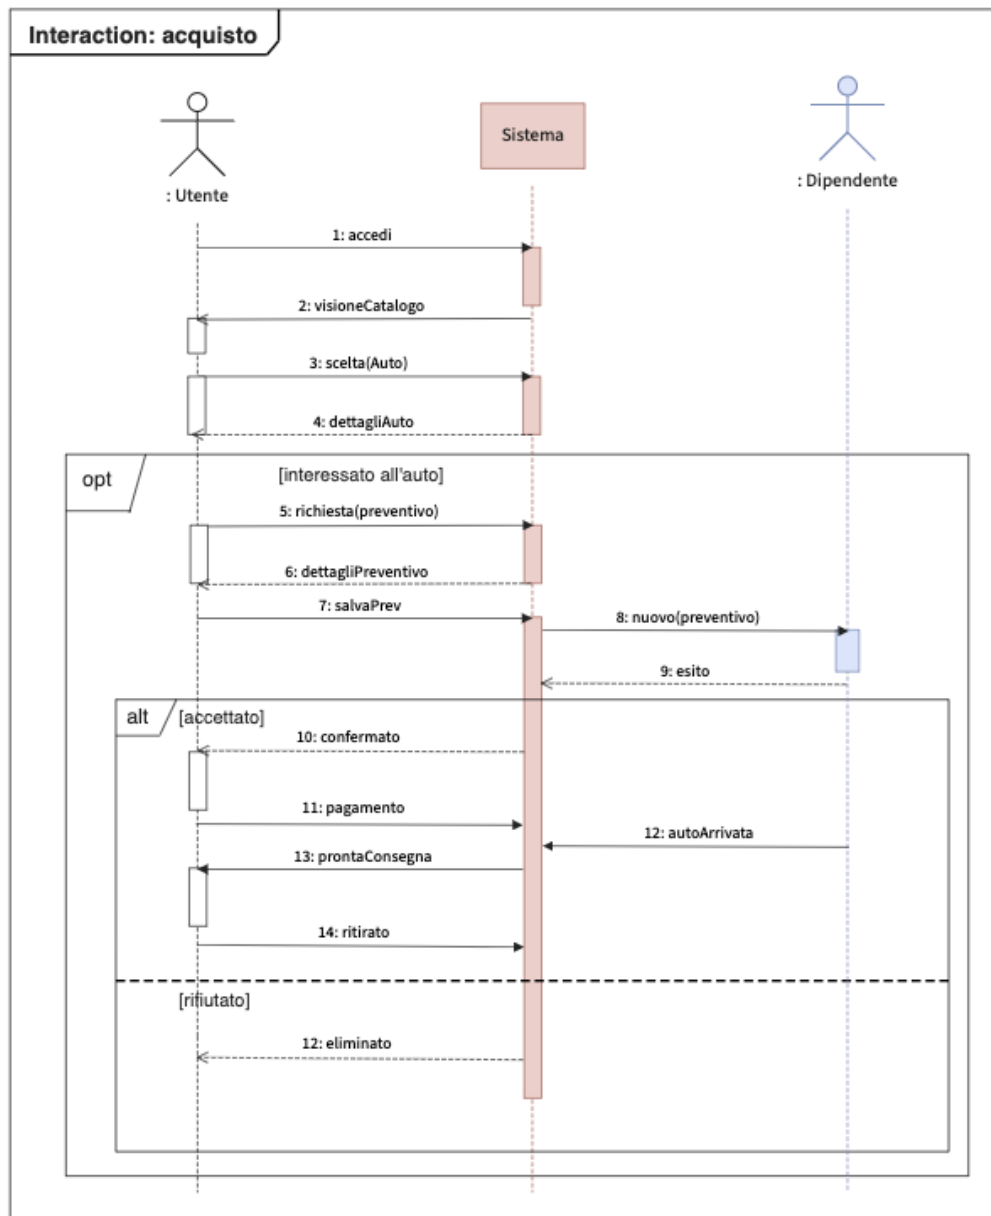 Interaction: acquisto
Sistema
: Dipendente
: Utente
1: accedi
2: visioneCatalogo
3: scelta(Auto)
4: dettagliAuto
opt
[interessato all'auto]
5: richiesta(preventivo)
6: dettagliPreventivo
7: salvaPrev
8: nuovo(preventivo)
9: esito
alt
[accettato]
10: confermato
11: pagamento
12: autoArrivata
13: prontaConsegna
14: ritirato
[rifiutato]
12: eliminato